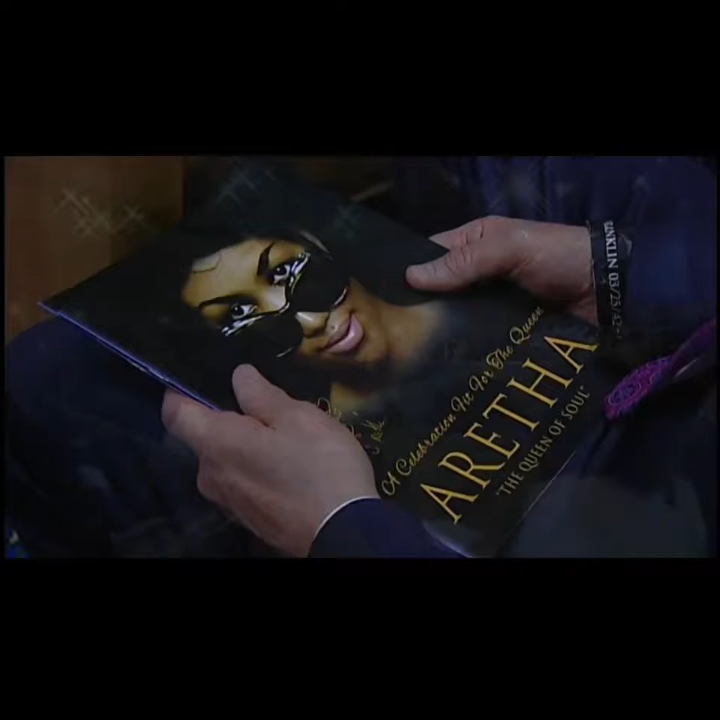 A Celebration Fit For The Queen
ARETHA
"THE QUEEN OF SOUL"